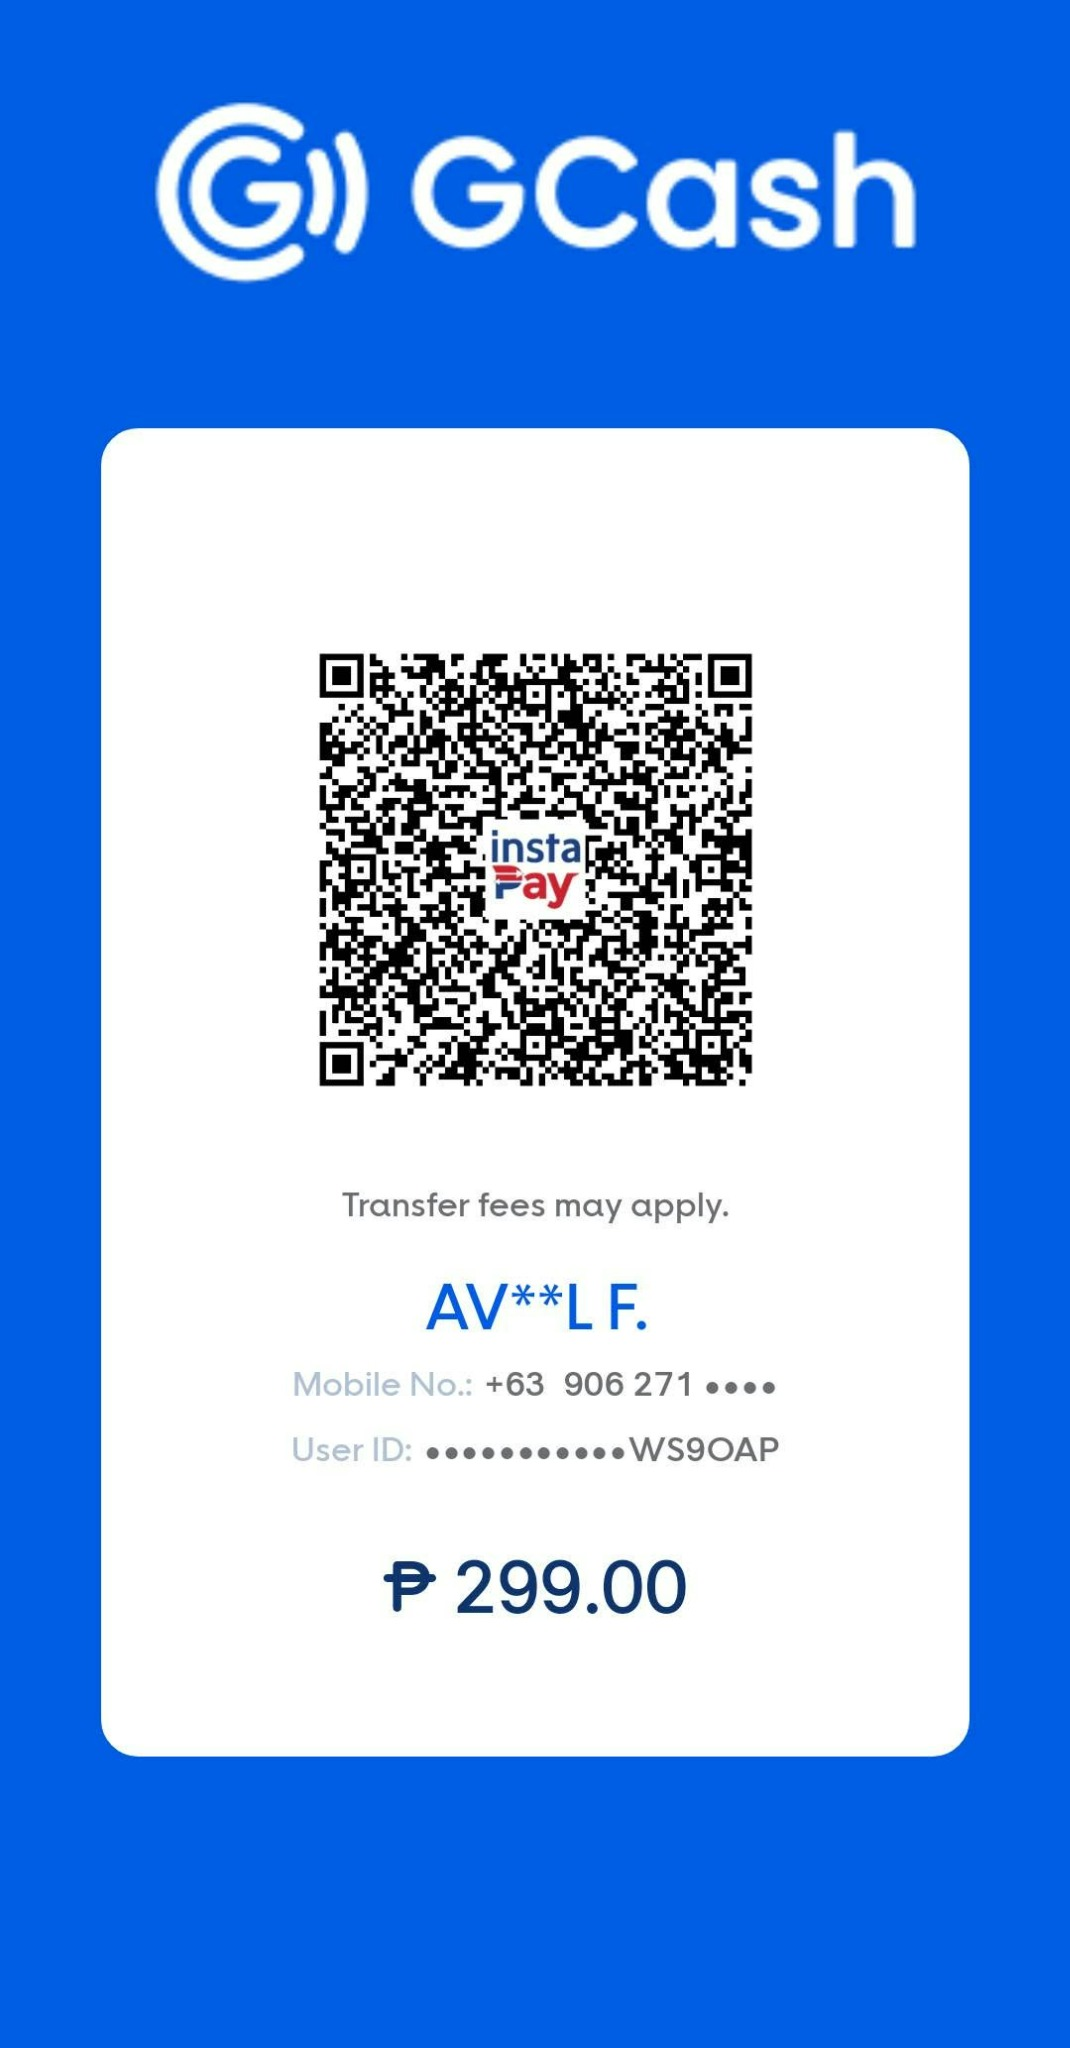 GCash
insta
Pay
Transfer fees may apply.
AV**L F.
Mobile No.: +63 906 271 ••••
User ID: •••••••••••WS9OAP
₱ 299.00